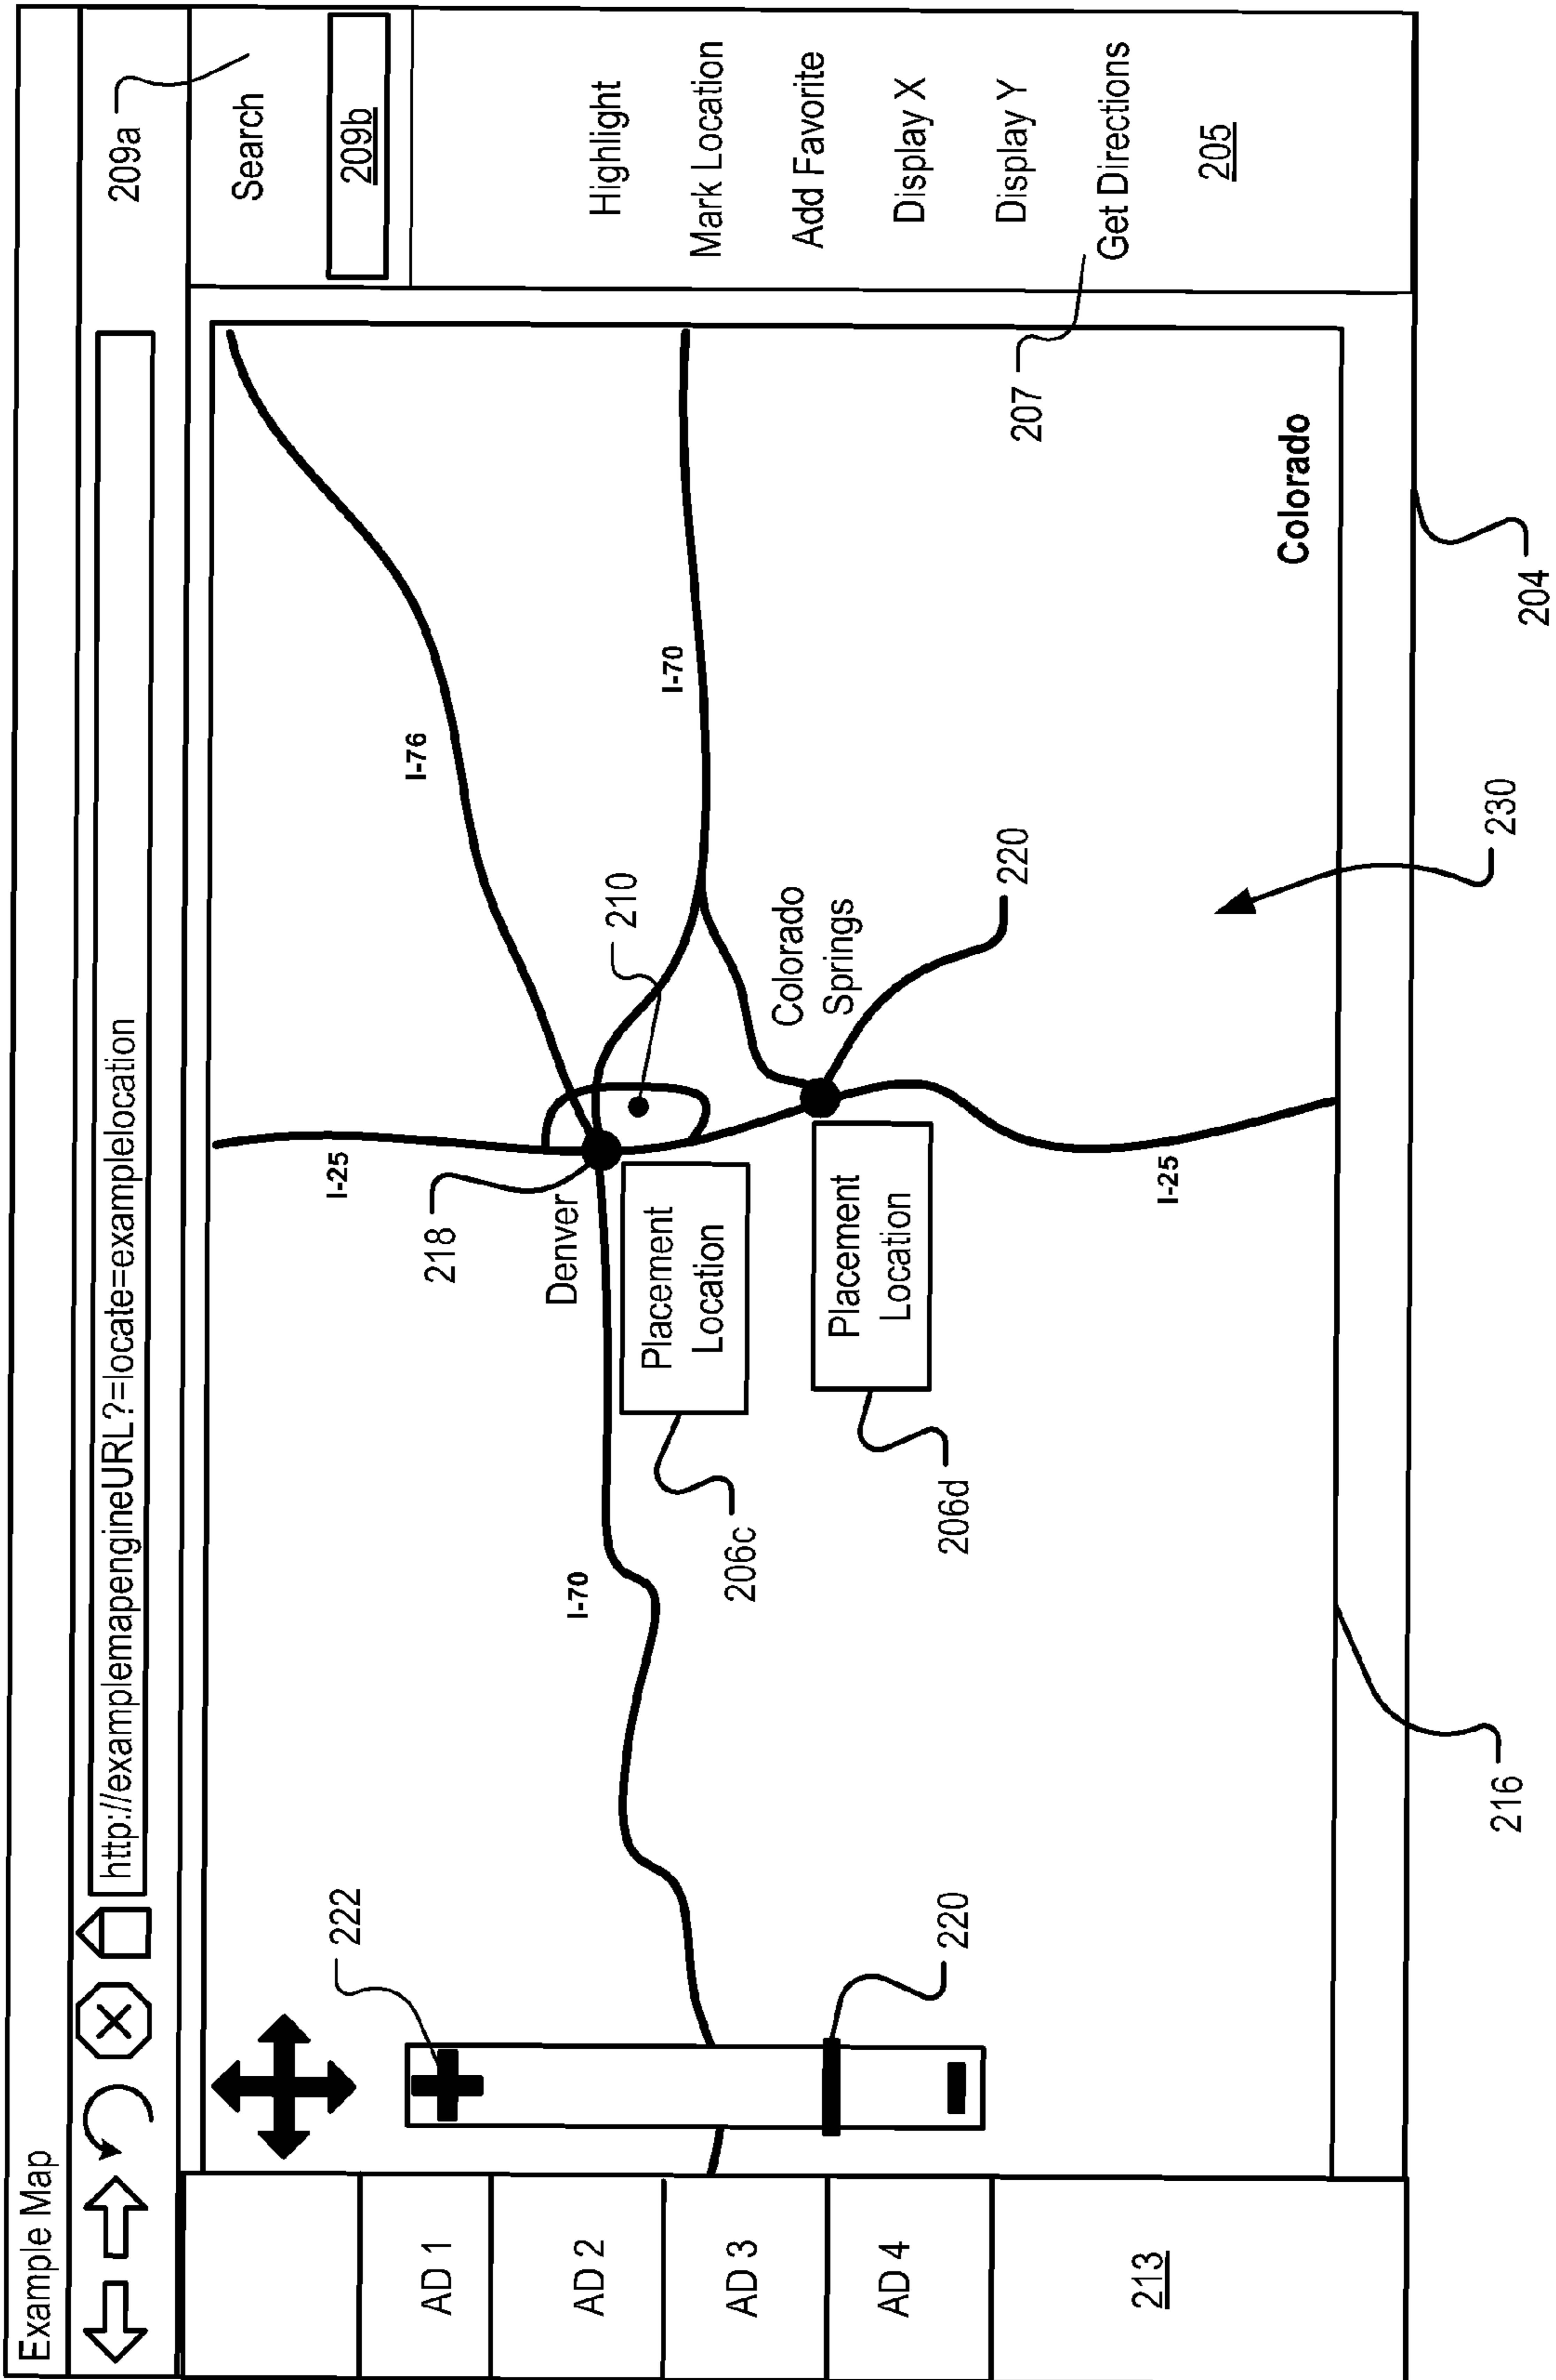 Example Map
http://examplemapengineURL?=locate=examplelocation
209a
Search
209b
Highlight
Mark Location
Add Favorite
Display X
Display Y
Get Directions
205
207
AD 1
AD 2
AD 3
AD 4
213
222
220
I-25
I-76
218
Denver
210
I-70
I-70
Placement
Location
206c
Colorado
Springs
Placement
Location
206d
220
I-25
Colorado
216
230
204